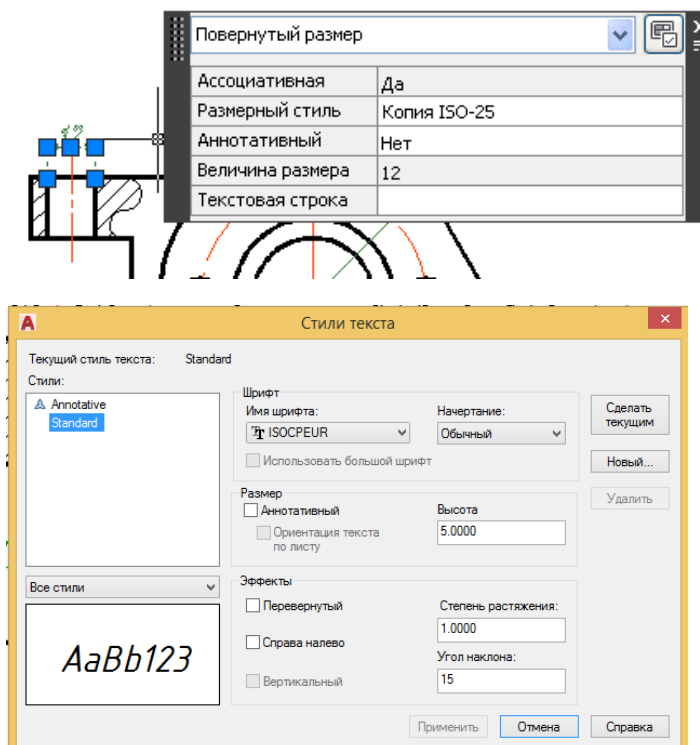 Повернутый размер
Ассоциативная Да
Размерный стиль Копия ISO-25
Аннотативный Нет
Величина размера 12
Текстовая строка
12
Стили текста
Текущий стиль текста: Standard
Стили:
Annotative
Standard
Все стили
AaBb123
Шрифт
Имя шрифта: Начертание:
ISOCPEUR Обычный
Использовать большой шрифт
Размер
Аннотативный Высота
Ориентация текста 5.0000
по листу
Эффекты
Перевернутый Степень растяжения:
1.0000
Справа налево
Угол наклона:
Вертикальный 15
Сделать
текущим
Новый...
Удалить
Применить Отмена Справка